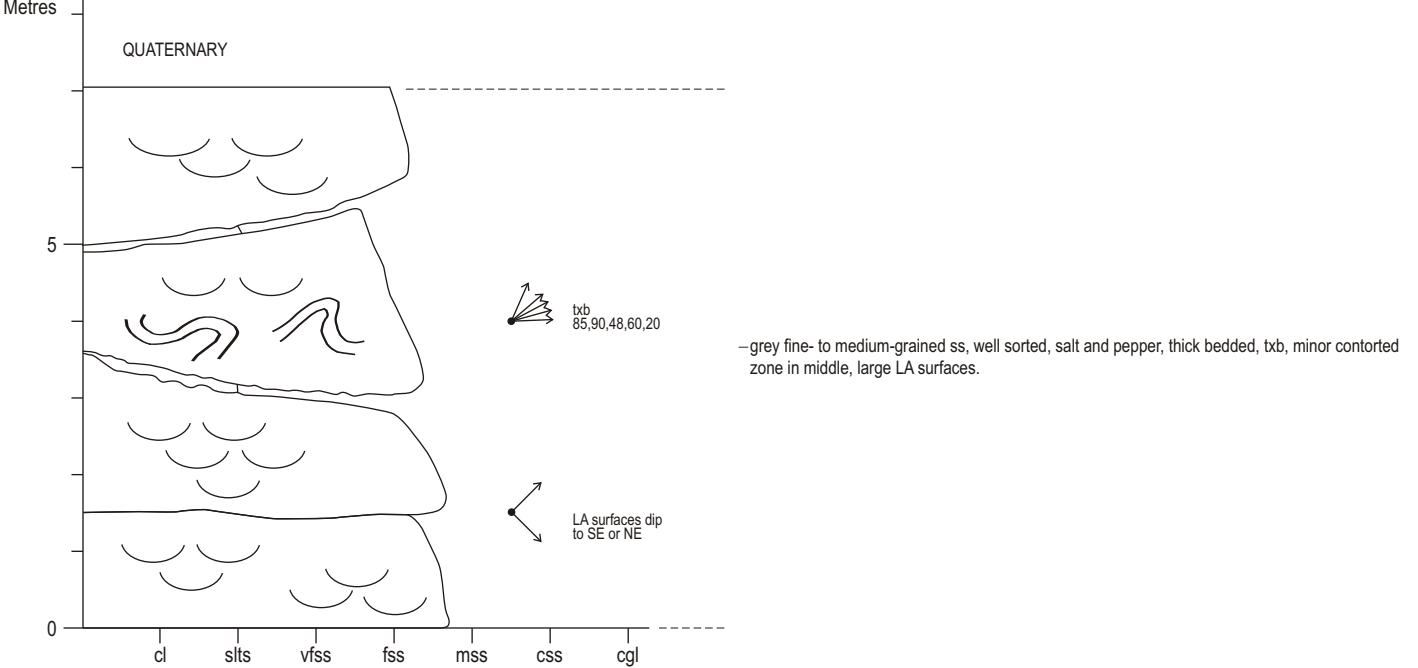 Metres
QUATERNARY
5
txb
85,90,48,60,20
–grey fine- to medium-grained ss, well sorted, salt and pepper, thick bedded, txb, minor contorted
zone in middle, large LA surfaces.
LA surfaces dip
to SE or NE
0
cl slts vfss fss mss css cgl